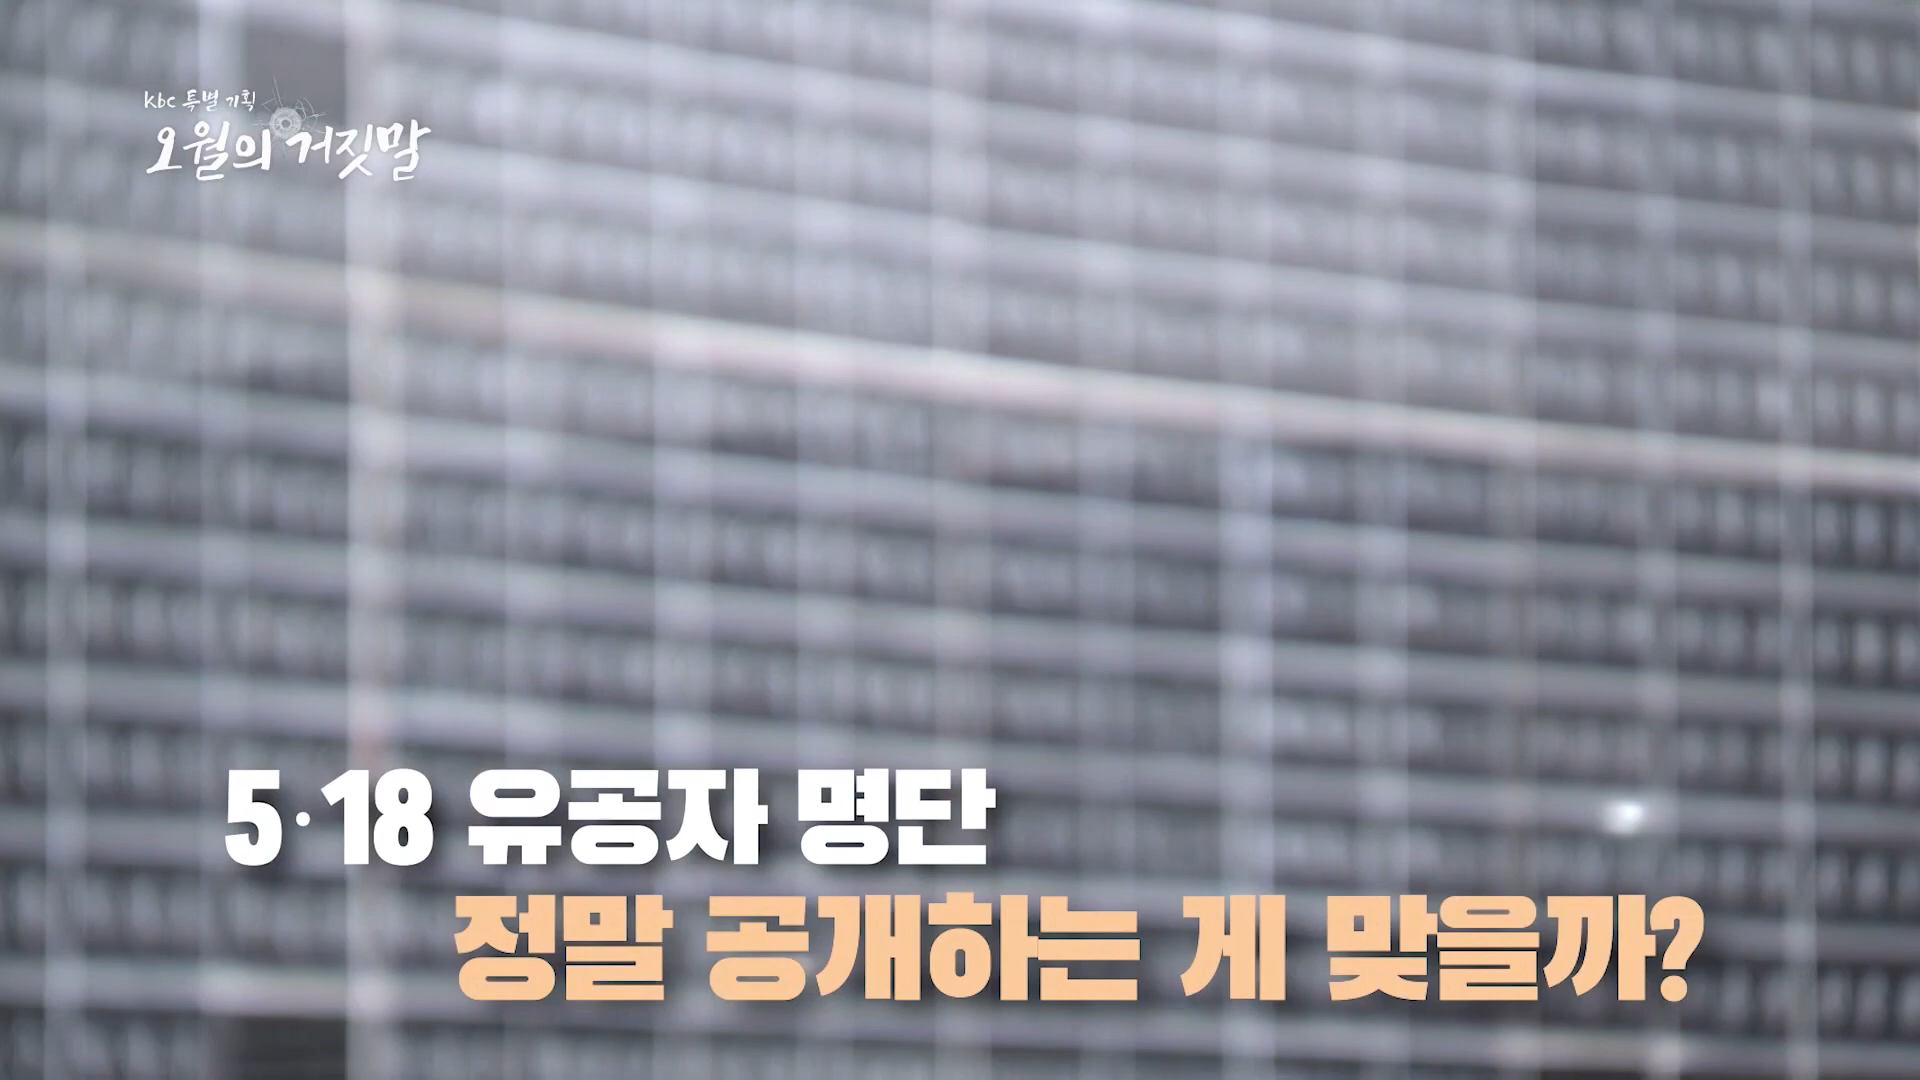 kbc 특별 기획
오월의 거짓말
5·18 유공자 명단
정말 공개하는 게 맞을까?